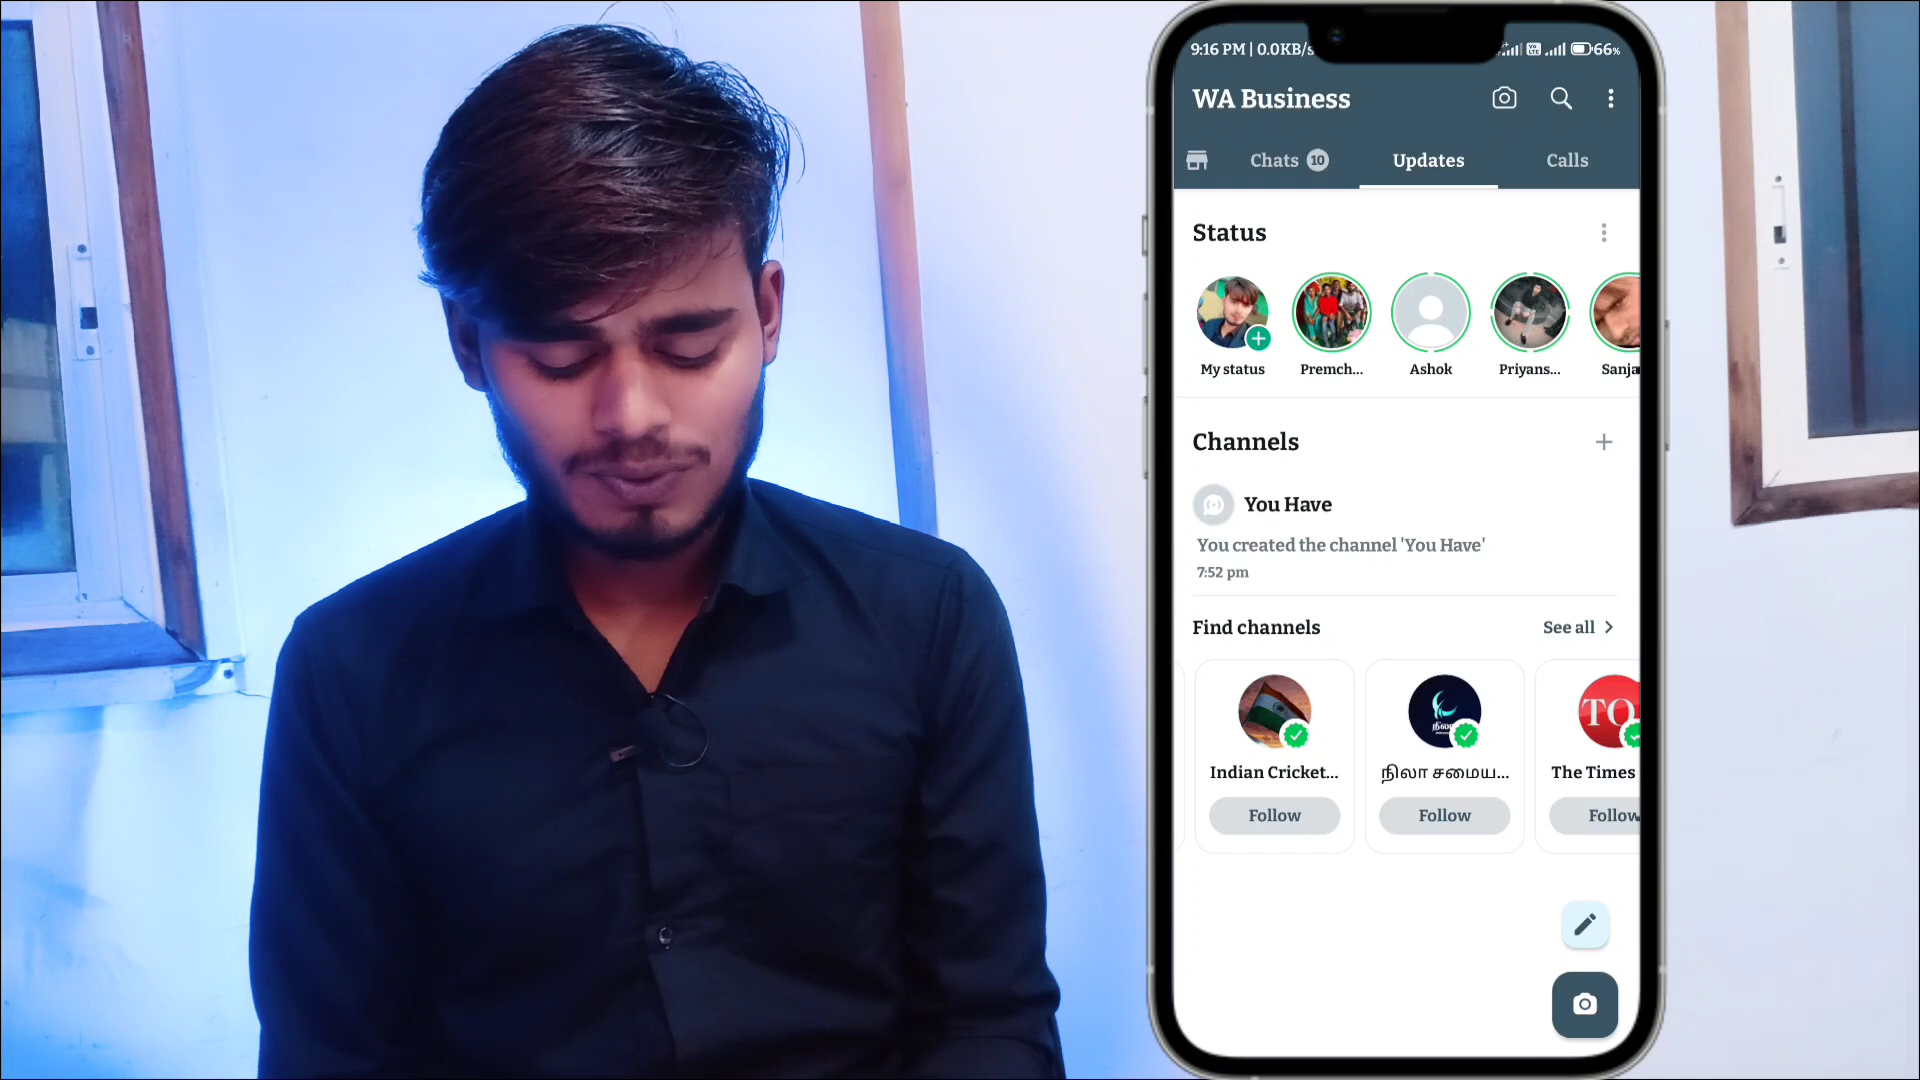 9:16 PM | 0.0KB/s
66%
WA Business
Chats 10
Updates
Calls
Status
My status
Premch...
Ashok
Priyans...
Sanja
Channels
+
You Have
You created the channel 'You Have'
7:52 pm
Find channels
See all >
TO
Indian Cricket...
நிலா சமைய...
The Times
Follow
Follow
Follow